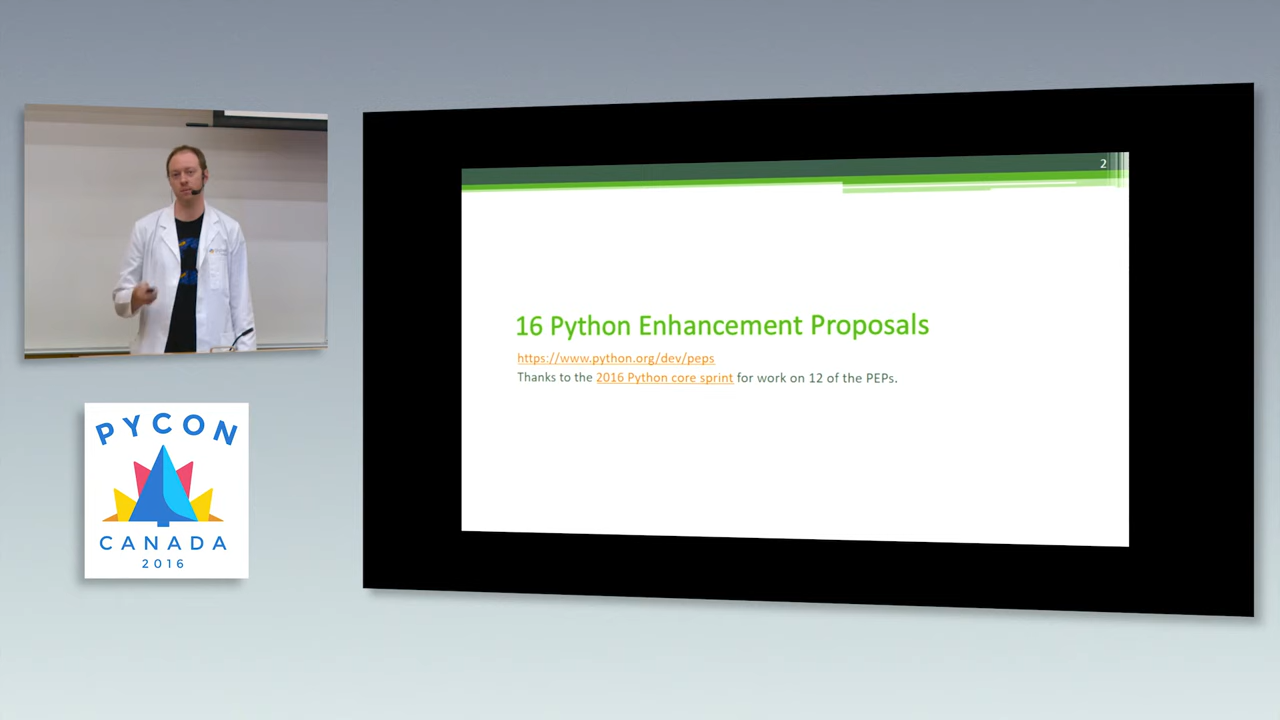 PYCON
CANADA
2016
2
16 Python Enhancement Proposals
https://www.python.org/dev/peps
Thanks to the 2016 Python core sprint for work on 12 of the PEPs.